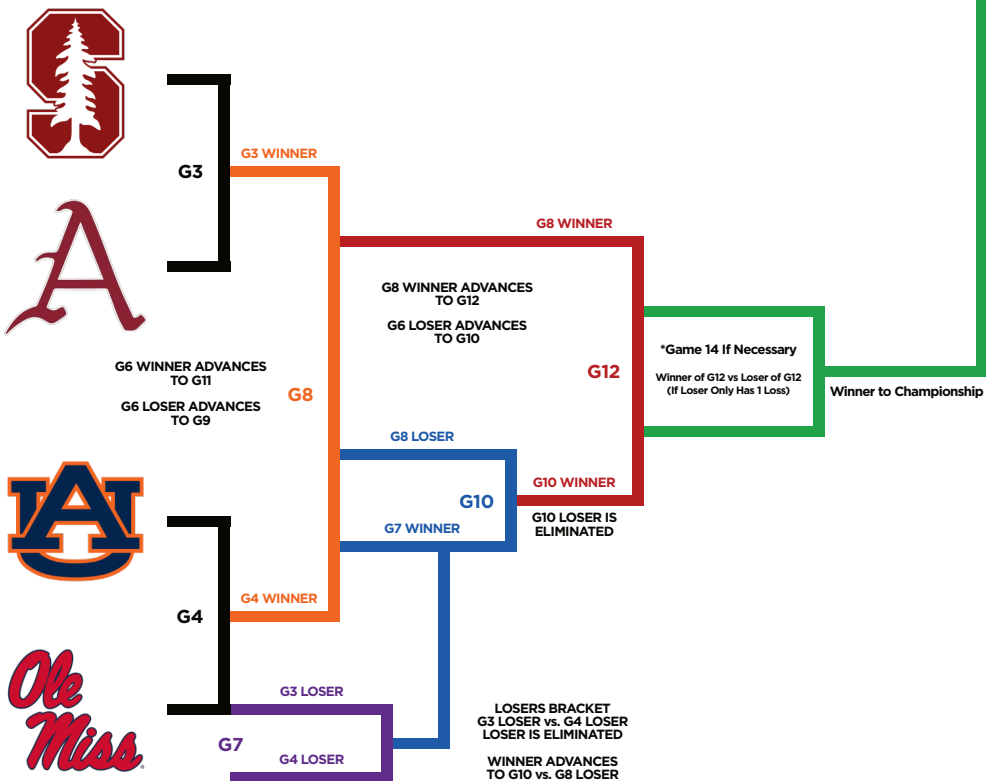 S
G3 WINNER
G3
A
G8 WINNER
G8 WINNER ADVANCES
TO G12
G6 LOSER ADVANCES
TO G10
*Game 14 If Necessary
Winner of G12 vs Loser of G12
(If Loser Only Has 1 Loss)
G12
Winner to Championship
G6 WINNER ADVANCES
TO G11
G6 LOSER ADVANCES
TO G9
G8
G8 LOSER
G10
G10 WINNER
G10 LOSER IS
ELIMINATED
G7 WINNER
AU
G4 WINNER
G4
Ole
Miss
G3 LOSER
G7
G4 LOSER
LOSERS BRACKET
G3 LOSER vs. G4 LOSER
LOSER IS ELIMINATED
WINNER ADVANCES
TO G10 vs. G8 LOSER